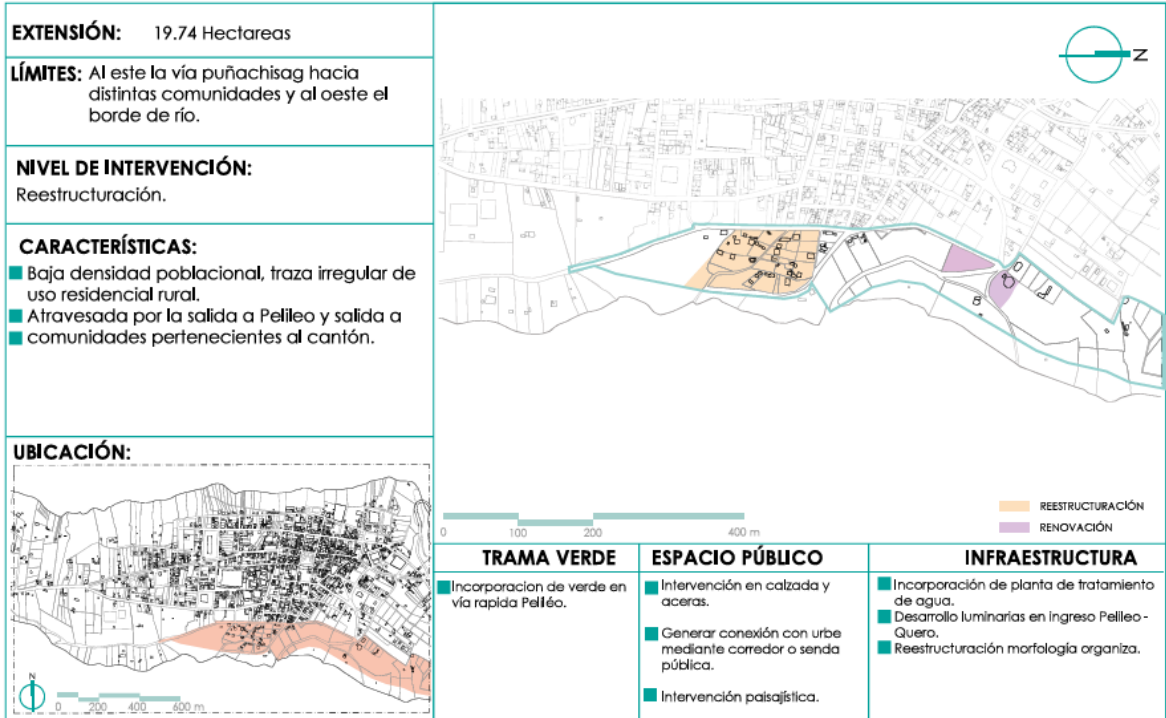 EXTENSIÓN: 19.74 Hectareas
LÍMITES: Al este la vía puñachisag hacia
distintas comunidades y al oeste el
borde de río.
NIVEL DE INTERVENCIÓN:
Reestructuración.
CARACTERÍSTICAS:
Baja densidad poblacional, traza irregular de
uso residencial rural.
Atravesada por la salida a Pelileo y salida a
comunidades pertenecientes al cantón.
UBICACIÓN:
N
0 200 400 600 m
N
0 100 200 400 m
REESTRUCTURACIÓN
RENOVACIÓN
TRAMA VERDE
Incorporacion de verde en
vía rapida Peliléo.
ESPACIO PÚBLICO
Intervención en calzada y
aceras.
Generar conexión con urbe
mediante corredor o senda
pública.
Intervención paisajística.
INFRAESTRUCTURA
Incorporación de planta de tratamiento
de agua.
Desarrollo luminarias en ingreso Pelileo -
Quero.
Reestructuración morfología organiza.